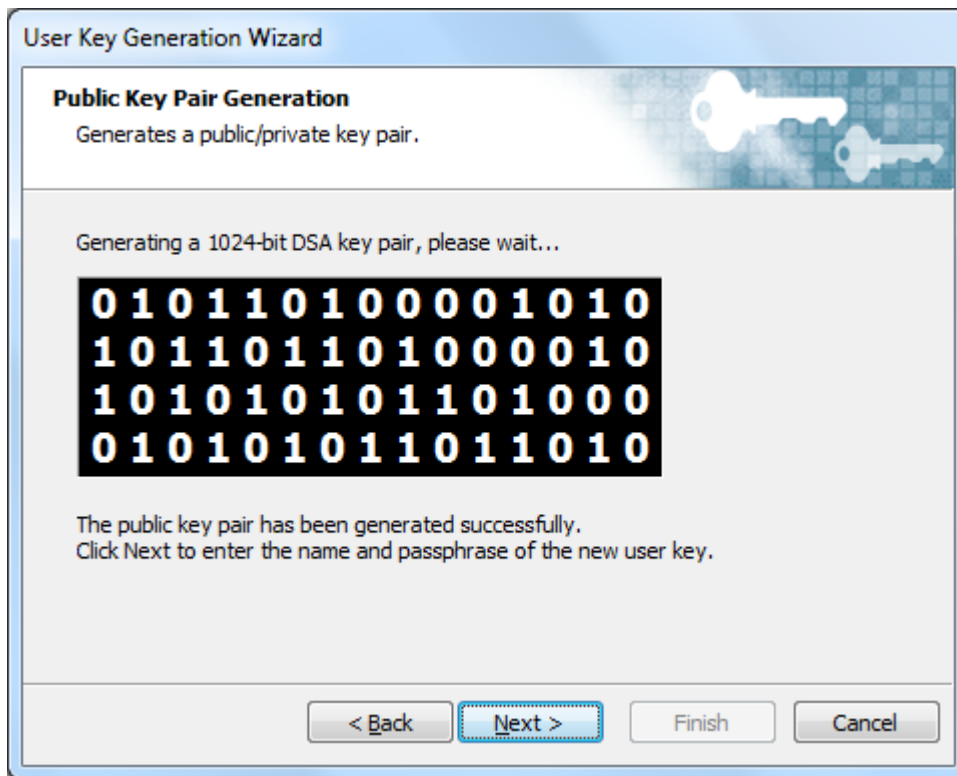 User Key Generation Wizard
Public Key Pair Generation
Generates a public/private key pair.
Generating a 1024-bit DSA key pair, please wait...
0 1 0 1 1 0 1 0 0 0 0 1 0 1 0
1 0 1 1 0 1 1 0 1 0 0 0 0 1 0
1 0 1 0 1 0 1 0 1 1 0 1 0 0 0
0 1 0 1 0 1 0 1 1 0 1 1 0 1 0
The public key pair has been generated successfully.
Click Next to enter the name and passphrase of the new user key.
< Back Next > Finish Cancel